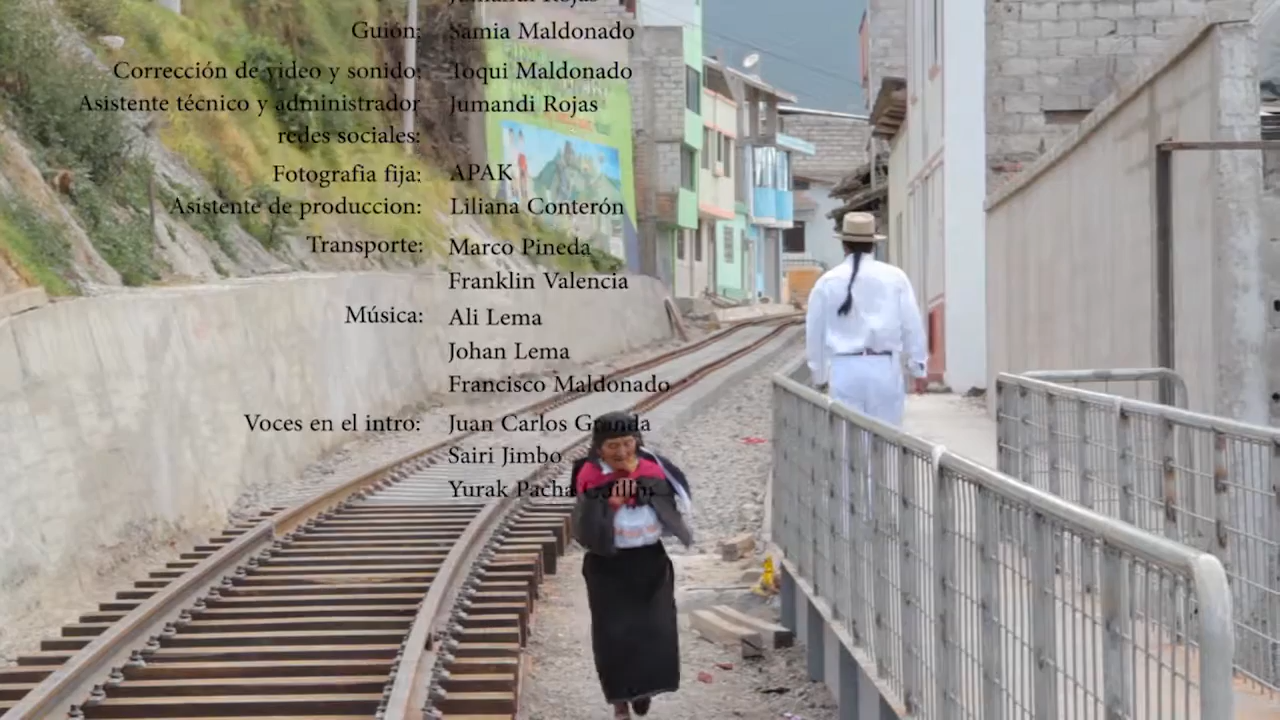 Guión: Samia Maldonado
Corrección de video y sonido: Toqui Maldonado
Asistente técnico y administrador Jumandi Rojas
redes sociales:
Fotografia fija: APAK
Asistente de produccion: Liliana Conterón
Transporte: Marco Pineda
Franklin Valencia
Música: Ali Lema
Johan Lema
Francisco Maldonado
Voces en el intro: Juan Carlos Granda
Sairi Jimbo
Yurak Pacha